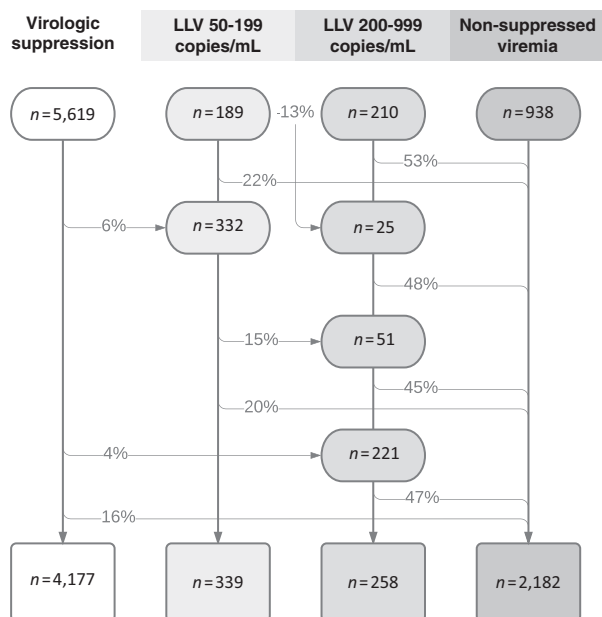 Virologic
suppression
LLV 50-199
copies/mL
LLV 200-999
copies/mL
Non-suppressed
viremia
n=5,619
n=189
13%
n=210
n=938
53%
22%
6%
n=332
n=25
48%
15%
n=51
45%
20%
4%
n=221
47%
16%
n=4,177
n=339
n=258
n=2,182